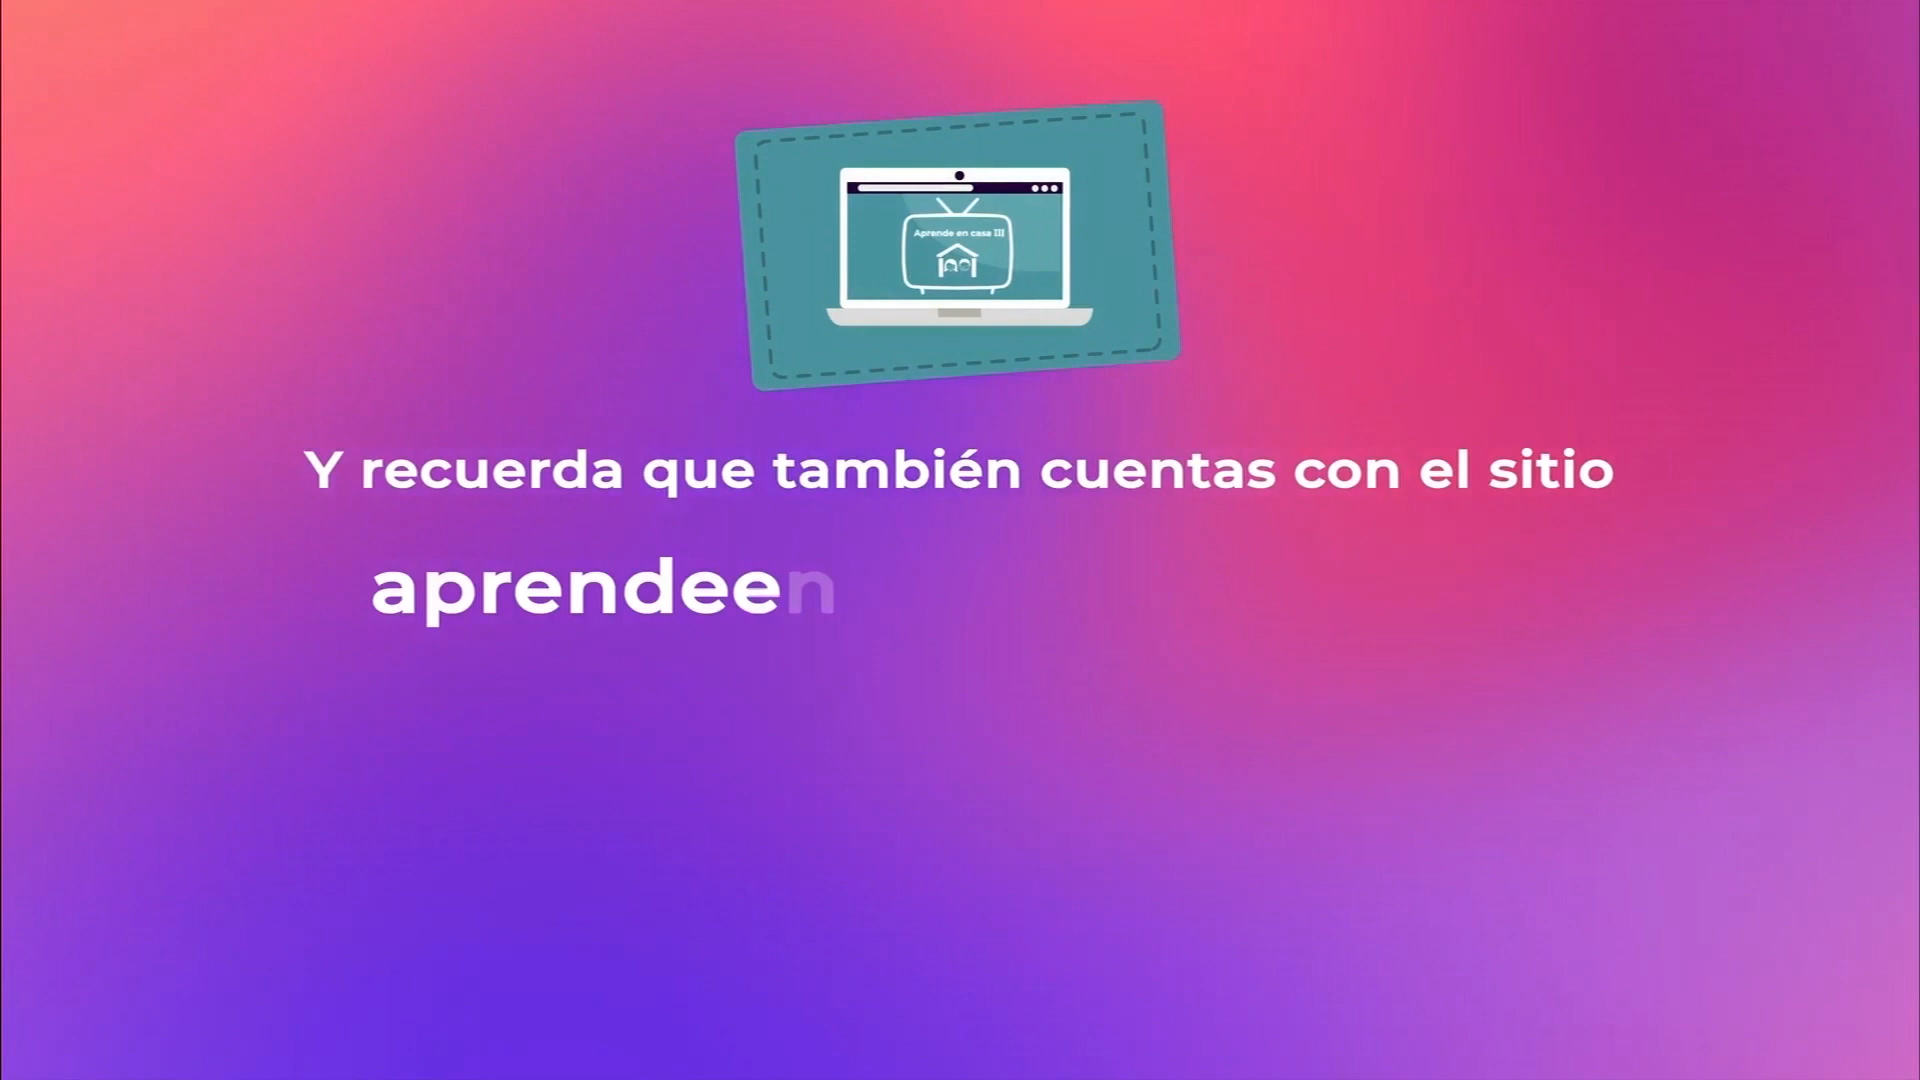 Aprende en casa III
Y recuerda que también cuentas con el sitio
aprendeen